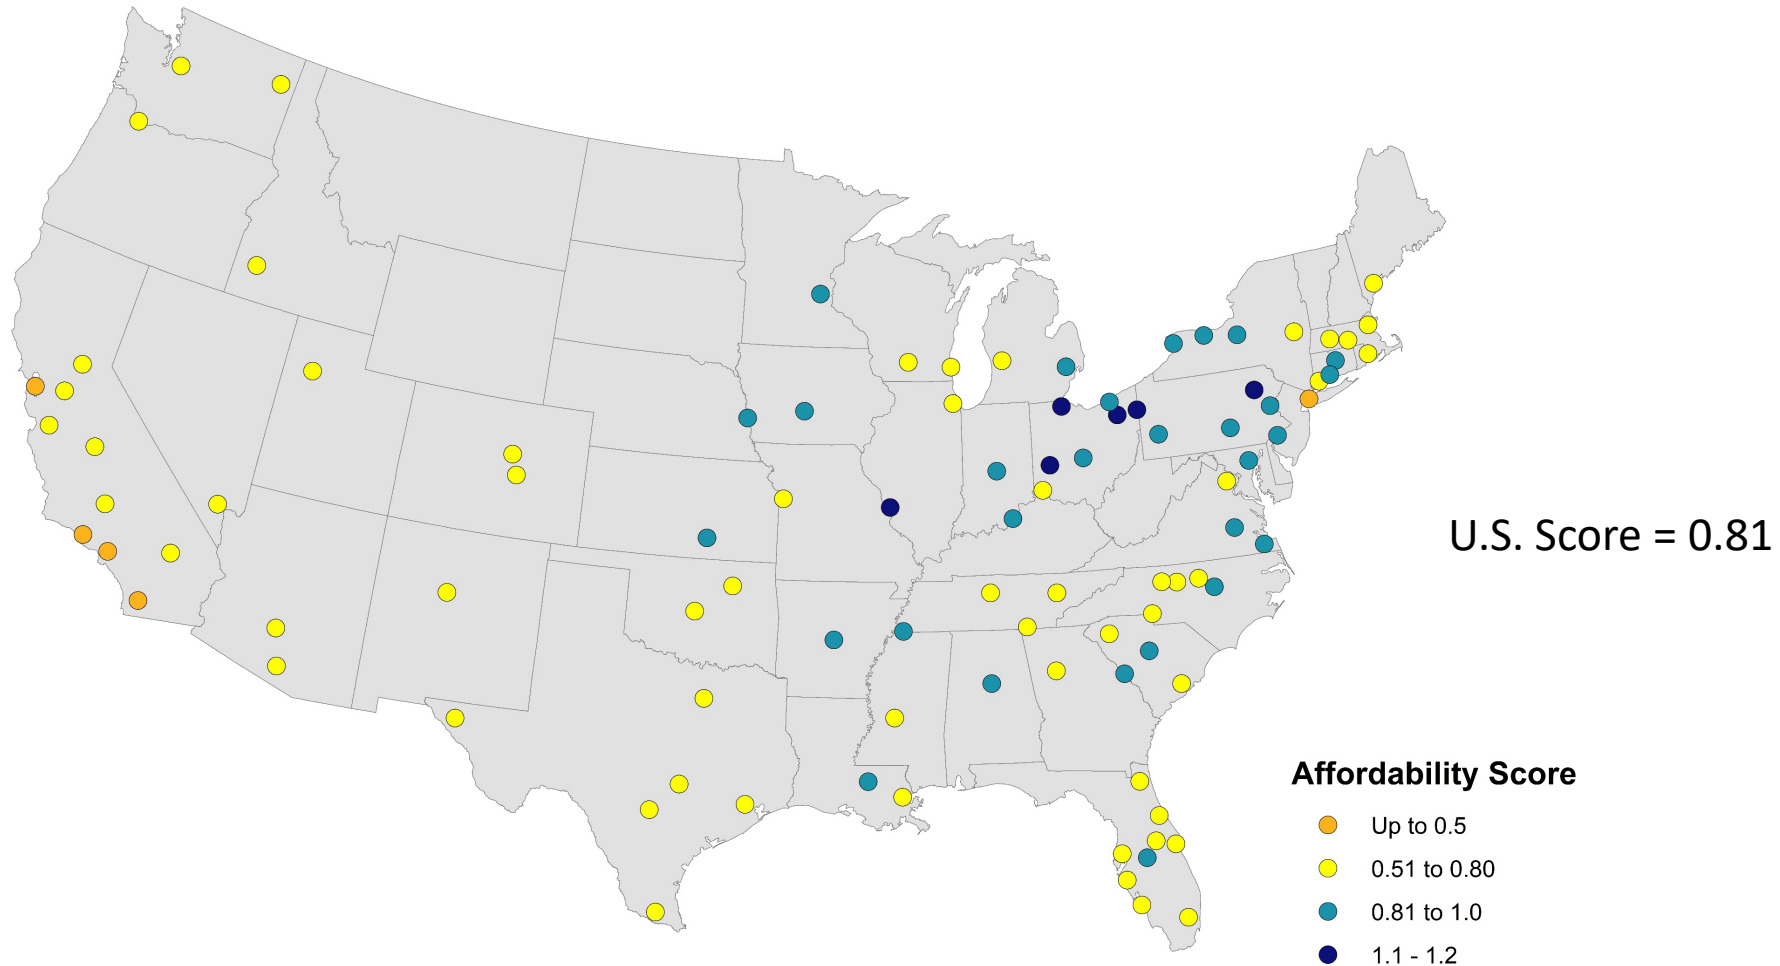 U.S. Score = 0.81
Affordability Score
Up to 0.5
0.51 to 0.80
0.81 to 1.0
1.1 - 1.2